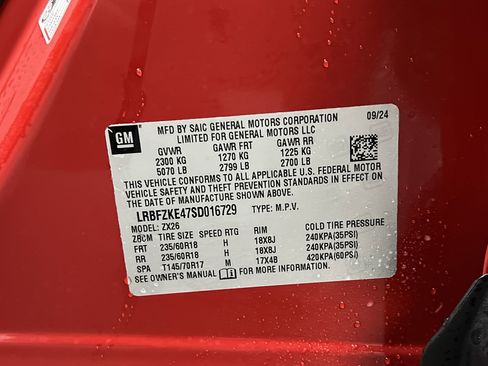 GM
MFD BY SAIC GENERAL MOTORS CORPORATION 09/24
LIMITED FOR GENERAL MOTORS LLC
GVWR GAWR FRT GAWR RR
2300 KG 1270 KG 1225 KG
5070 LB 2799 LB 2700 LB
THIS VEHICLE CONFORMS TO ALL APPLICABLE U.S. FEDERAL MOTOR
VEHICLE SAFETY AND THEFT PREVENTION STANDARDS IN EFFECT ON
THE DATE OF MANUFACTURE SHOWN ABOVE.
LRBFZKE47SD016729 TYPE: M.P.V.
MODEL: ZX26
ZBCM TIRE SIZE SPEED RTG RIM COLD TIRE PRESSURE
FRT 235/60R18 H 18X8J 240KPA(35PSI)
RR 235/60R18 H 18X8J 240KPA(35PSI)
SPA T145/70R17 M 17X4B 420KPA(60PSI)
SEE OWNER'S MANUAL FOR MORE INFORMATION.